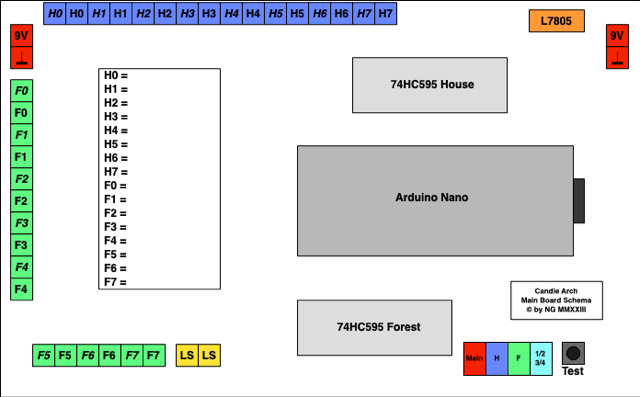 H0 H0 H1 H1 H2 H2 H3 H3 H4 H4 H5 H5 H6 H6 H7 H7
L7805
9V
⊥
9V
⊥
F0
F0
F1
F1
F2
F2
F3
F3
F4
F4
H0 =
H1 =
H2 =
H3 =
H4 =
H5 =
H6 =
H7 =
F0 =
F1 =
F2 =
F3 =
F4 =
F5 =
F6 =
F7 =
74HC595 House
Arduino Nano
74HC595 Forest
Candle Arch
Main Board Schema
© by NG MMXXIII
F5 F5 F6 F6 F7 F7
LS LS
Main H F 1/2
3/4
Test